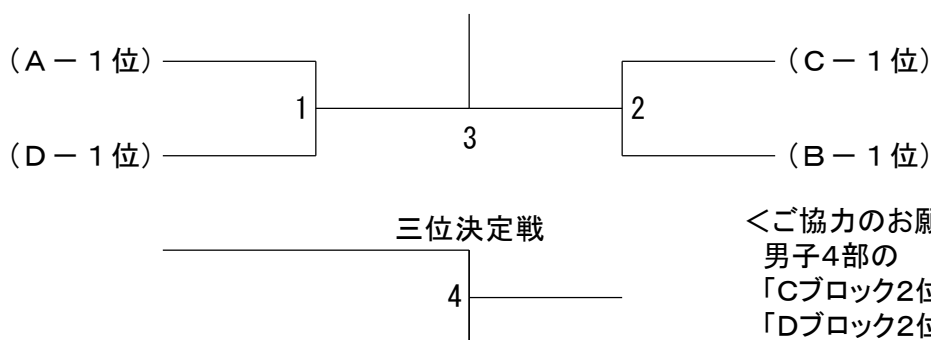 (A－1位)
(C－1位)
1
2
3
(D－1位)
(B－1位)
三位決定戦
4
＜ご協力のお願
男子4部の
「Cブロック2位
「Dブロック2位